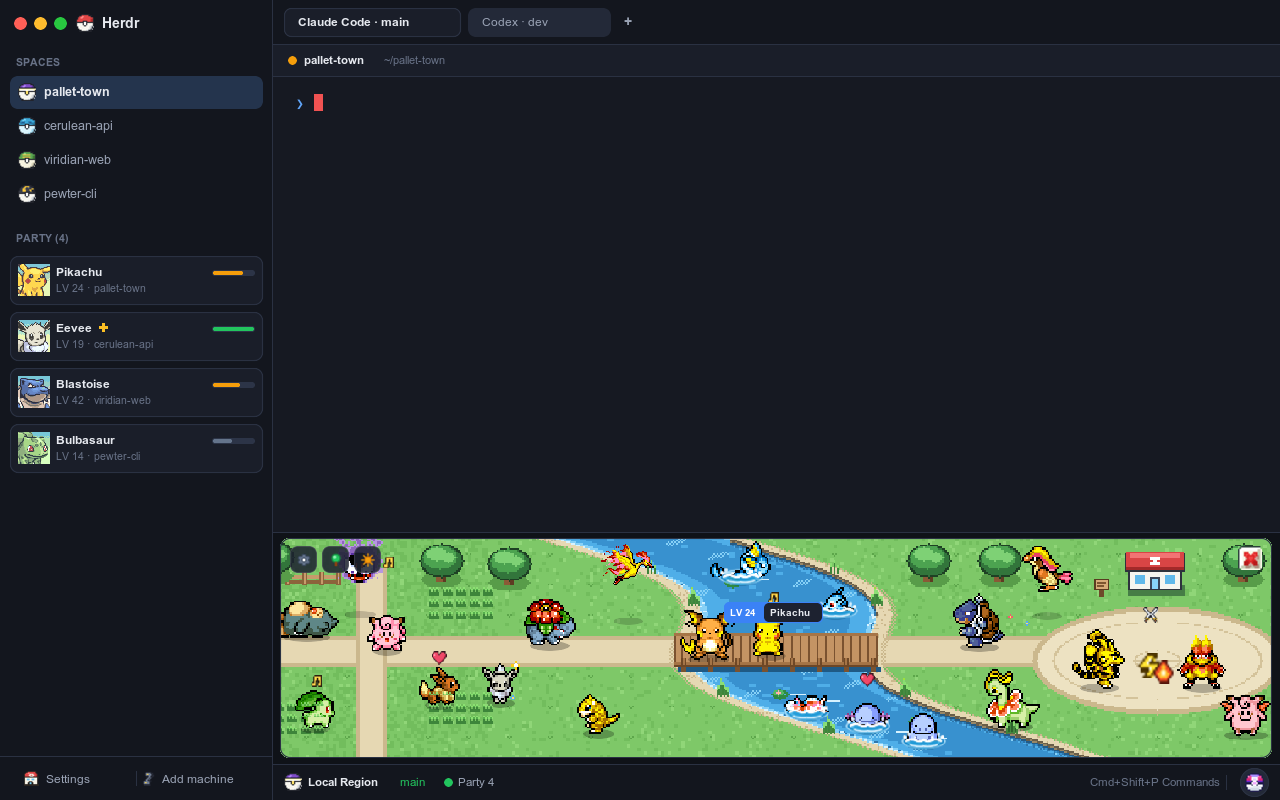 Herdr
SPACES
pallet-town
cerulean-api
viridian-web
pewter-cli
PARTY (4)
Pikachu
LV 24 · pallet-town
Eevee
LV 19 · cerulean-api
Blastoise
LV 42 · viridian-web
Bulbasaur
LV 14 · pewter-cli
Settings
Add machine
Claude Code · main
Codex · dev
+
pallet-town ~/pallet-town
❯
LV 24 Pikachu
Local Region main Party 4
Cmd+Shift+P Commands